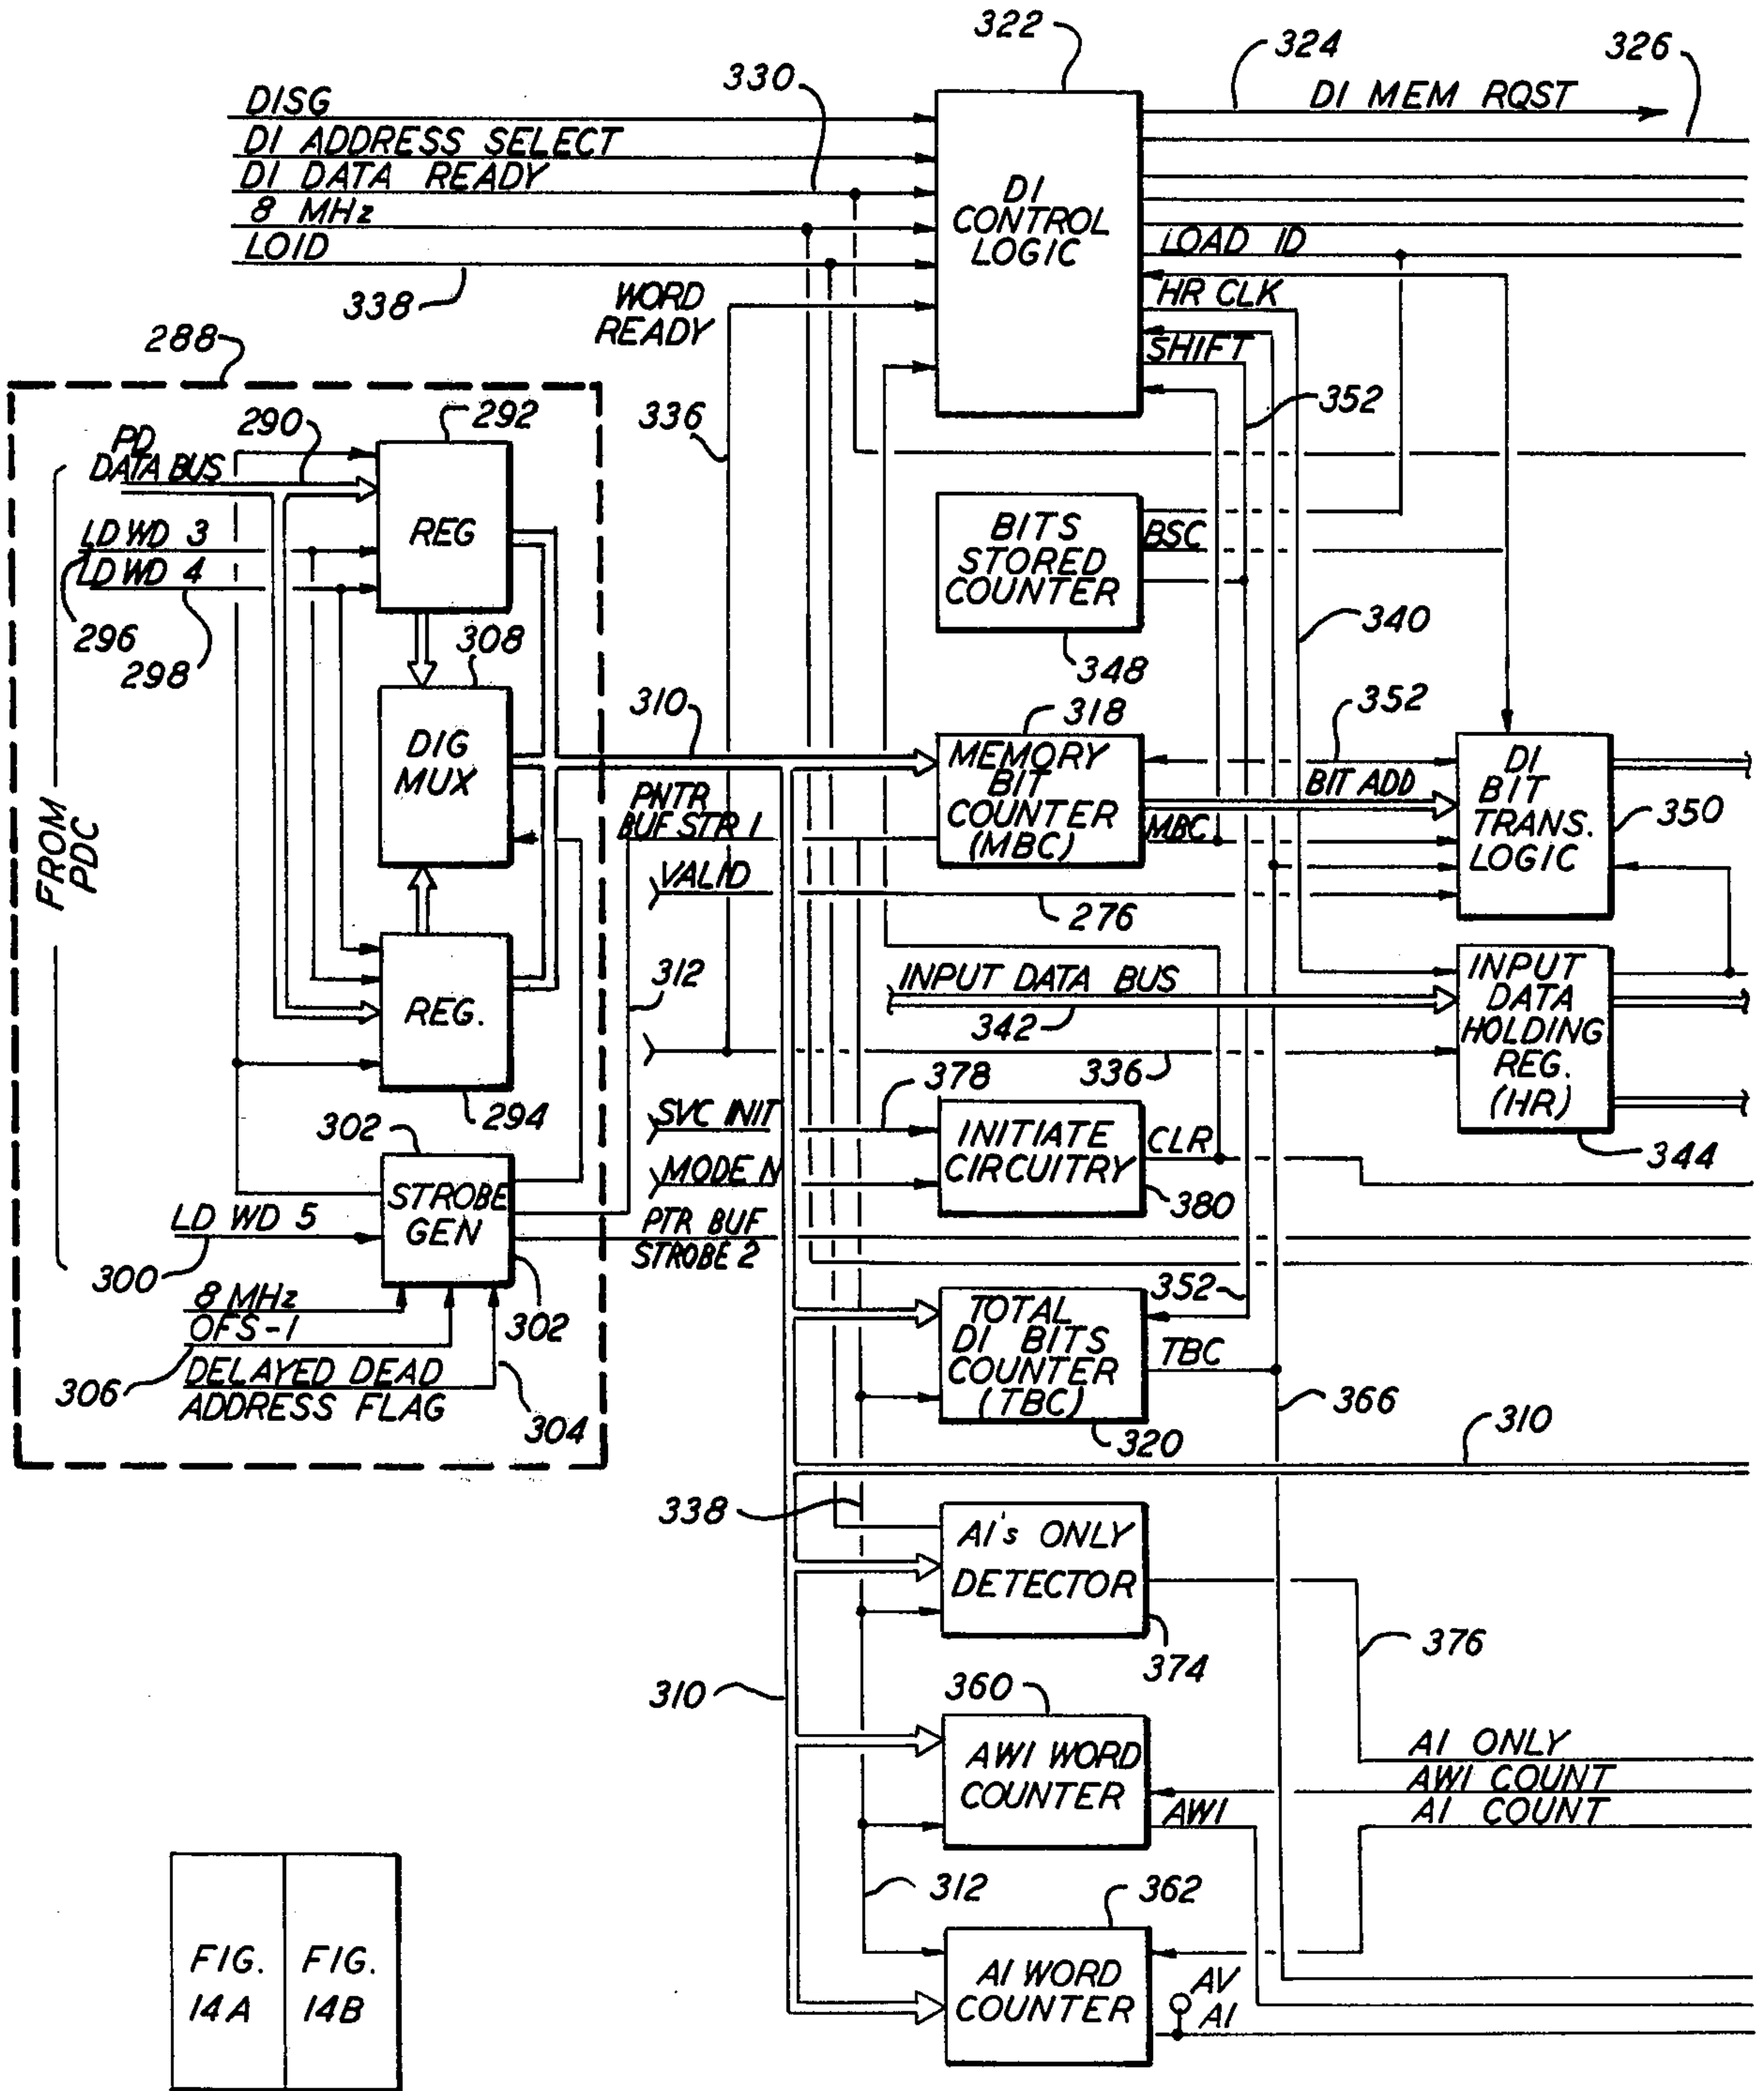 322
324
326
330
DISG
DI ADDRESS SELECT
DI DATA READY
8 MHz
LOID
338
DI MEM RQST
DI
CONTROL
LOGIC
LOAD ID
HR CLK
SHIFT
WORD
READY
288
336
352
292
290
PD
DATA BUS
REG
LD WD 3
LD WD 4
296
298
308
BITS
STORED
COUNTER
BSC
348
340
FROM
PDC
DIG
MUX
310
318
352
MEMORY
BIT
COUNTER
(MBC)
BIT ADD
MBC
DI
BIT
TRANS.
LOGIC
350
PNTR
BUF STR 1
VALID
276
312
REG.
294
INPUT DATA BUS
342
336
INPUT
DATA
HOLDING
REG.
(HR)
344
378
SVC INIT
MODE N
INITIATE
CIRCUITRY
CLR
380
302
STROBE
GEN
LD WD 5
300
PTR BUF
STROBE 2
8 MHz
OFS-1
302
306
DELAYED DEAD
ADDRESS FLAG
304
352
TOTAL
DI BITS
COUNTER
(TBC)
TBC
320
366
310
338
AI's ONLY
DETECTOR
374
376
310
360
AWI WORD
COUNTER
AWI
AI ONLY
AWI COUNT
AI COUNT
312
362
AI WORD
COUNTER
AV
AI
FIG.
14A
FIG.
14B